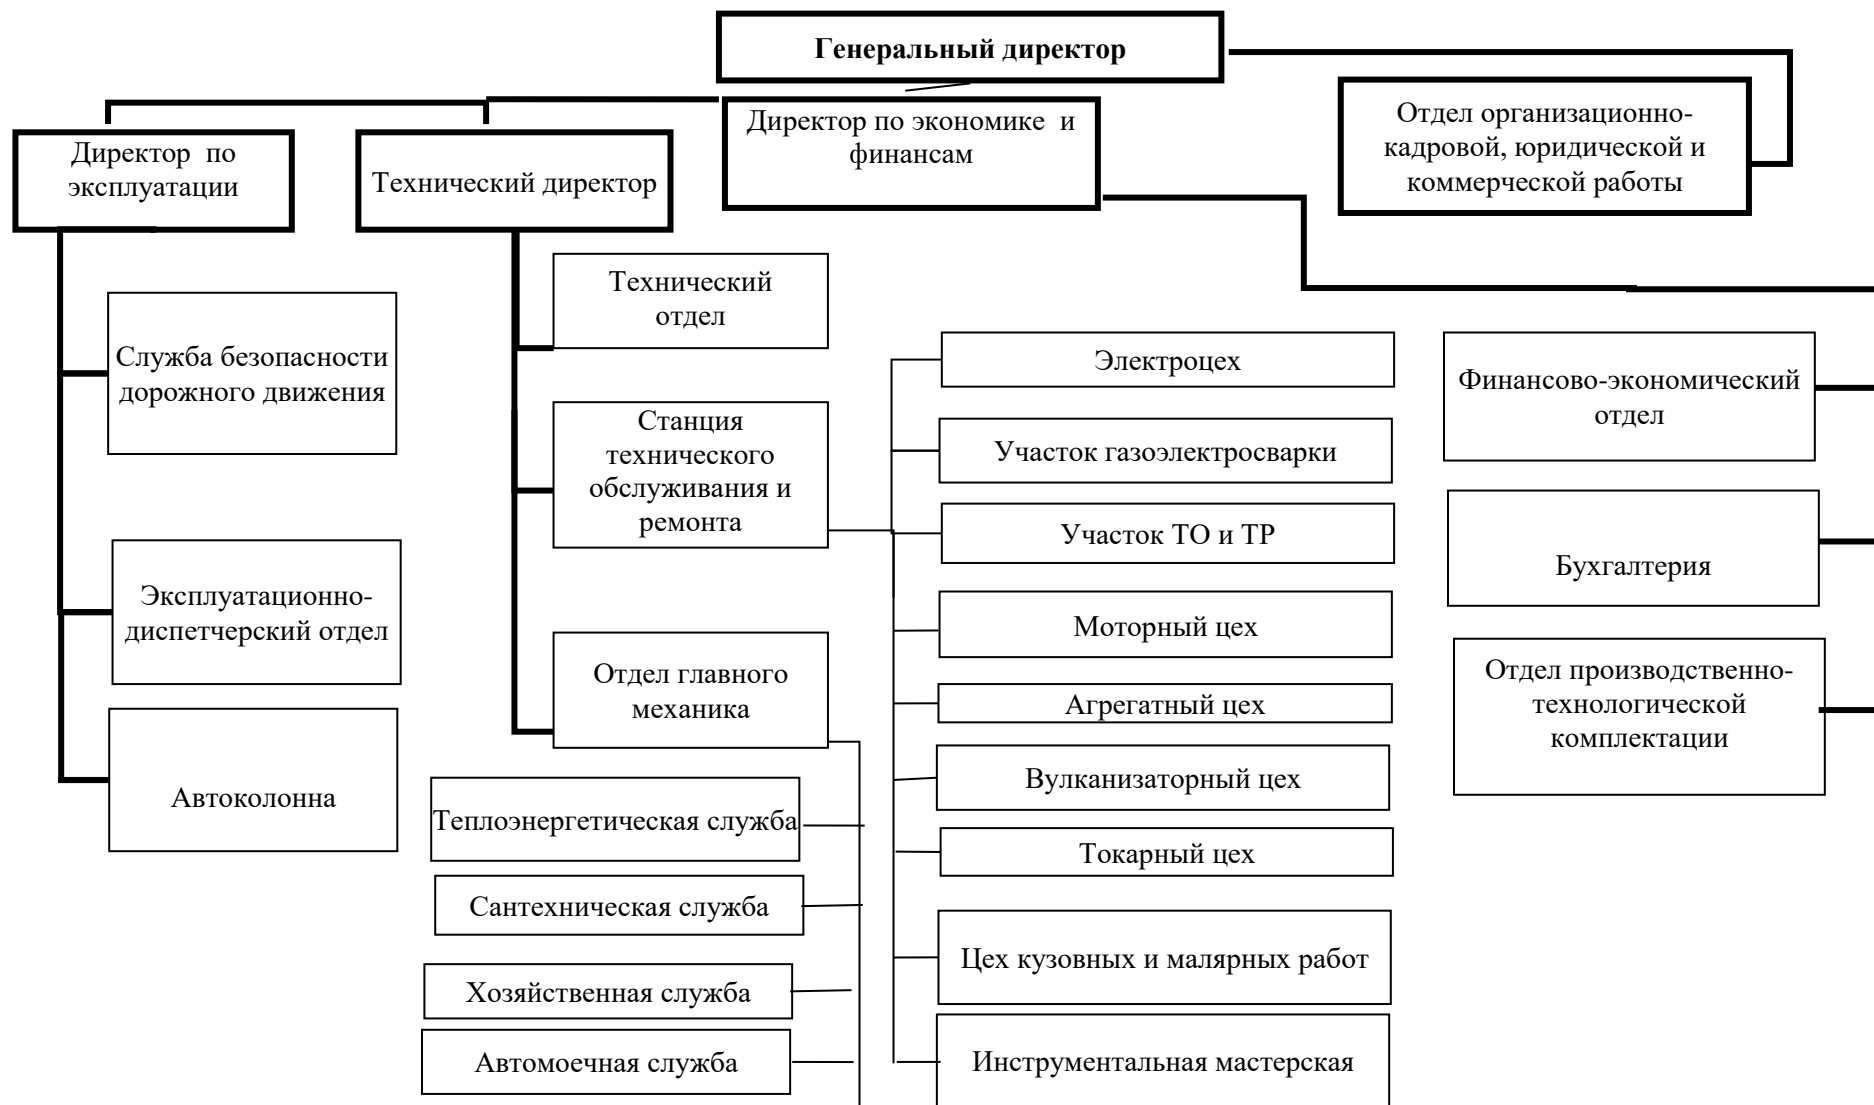 Генеральный директор
Директор по экономике и
финансам
Отдел организационно-
кадровой, юридической и
коммерческой работы
Директор по
эксплуатации
Технический директор
Технический
отдел
Служба безопасности
дорожного движения
Станция
технического
обслуживания и
ремонта
Эксплуатационно-
диспетчерский отдел
Отдел главного
механика
Автоколонна
Теплоэнергетическая служба
Сантехническая служба
Хозяйственная служба
Автомоечная служба
Электроцех
Участок газоэлектросварки
Участок ТО и ТР
Моторный цех
Агрегатный цех
Вулканизаторный цех
Токарный цех
Цех кузовных и малярных работ
Инструментальная мастерская
Финансово-экономический
отдел
Бухгалтерия
Отдел производственно-
технологической
комплектации